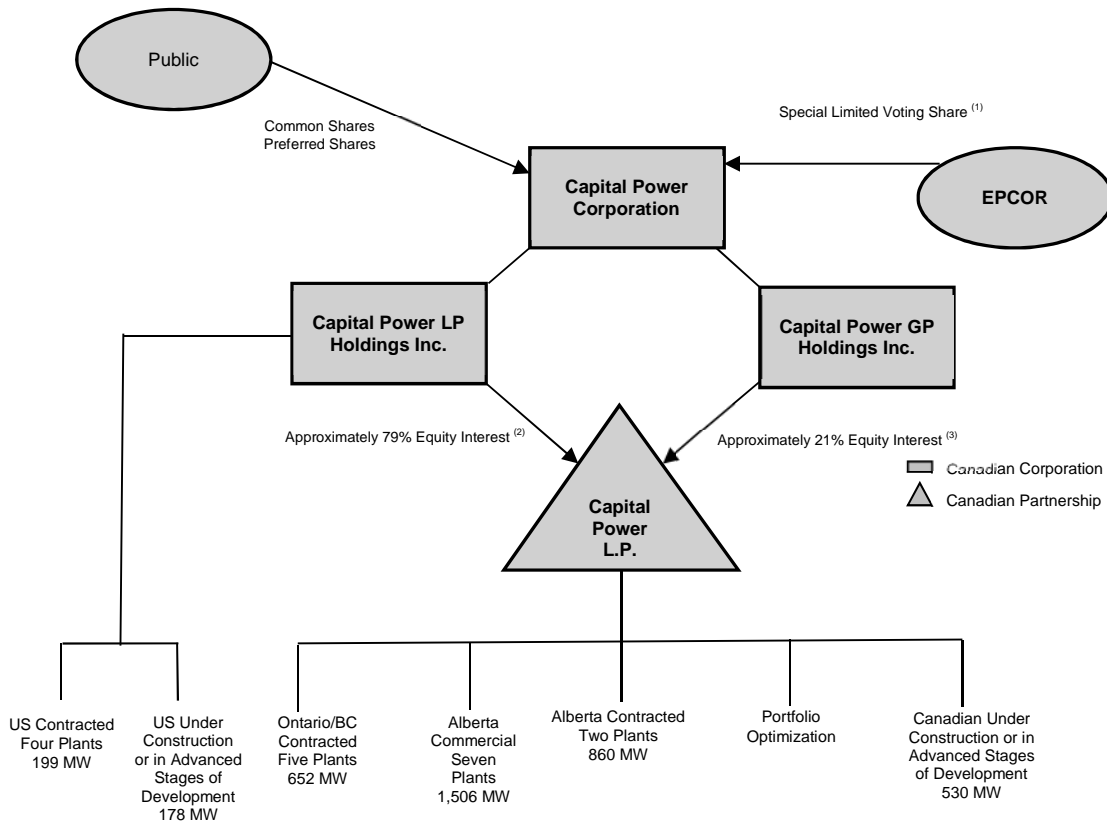 Public
Common Shares
Preferred Shares
Special Limited Voting Share (1)
Capital Power
Corporation
EPCOR
Capital Power LP
Holdings Inc.
Capital Power GP
Holdings Inc.
Approximately 79% Equity Interest (2)
Approximately 21% Equity Interest (3)
Canadian Corporation
Canadian Partnership
Capital
Power
L.P.
US Contracted
Four Plants
199 MW
US Under
Construction
or in Advanced
Stages of
Development
178 MW
Ontario/BC
Contracted
Five Plants
652 MW
Alberta
Commercial
Seven
Plants
1,506 MW
Alberta Contracted
Two Plants
860 MW
Portfolio
Optimization
Canadian Under
Construction or in
Advanced Stages
of Development
530 MW